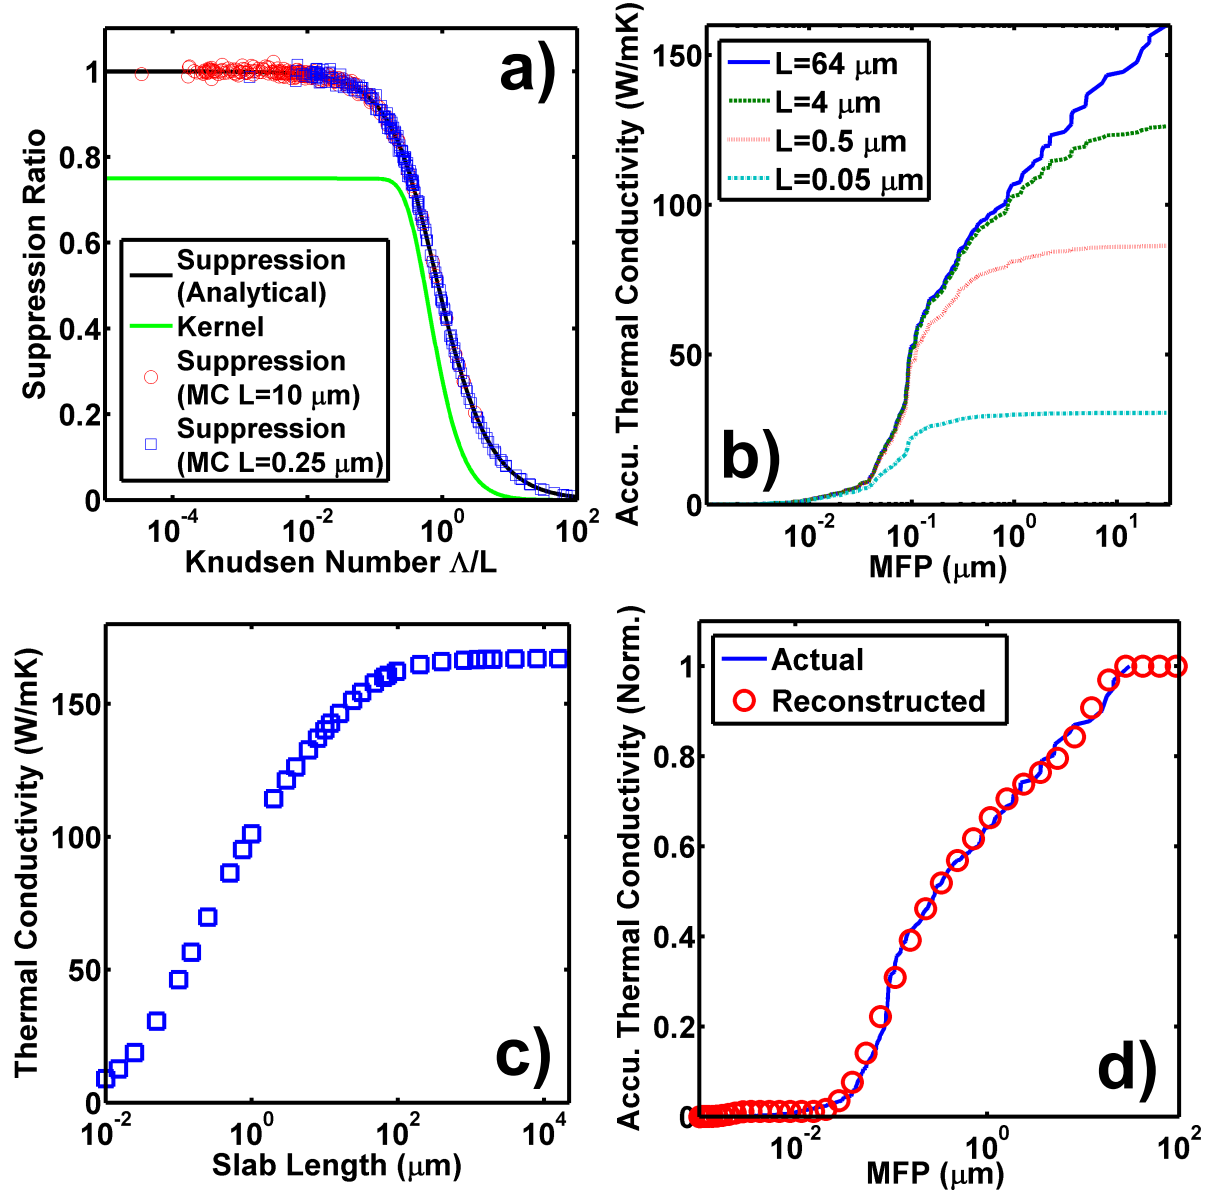 a)
Suppression Ratio
1
0.8
0.6
0.4
0.2
0
Suppression
(Analytical)
Kernel
Suppression
(MC L=10 μm)
Suppression
(MC L=0.25 μm)
10^-4 10^-2 10^0 10^2
Knudsen Number Λ/L
b)
Accu. Thermal Conductivity (W/mK)
150
100
50
0
L=64 μm
L=4 μm
L=0.5 μm
L=0.05 μm
10^-2 10^-1 10^0 10^1
MFP (μm)
c)
Thermal Conductivity (W/mK)
150
100
50
0
10^-2 10^0 10^2 10^4
Slab Length (μm)
d)
Accu. Thermal Conductivity (Norm.)
1
0.8
0.6
0.4
0.2
0
Actual
Reconstructed
10^-2 10^0 10^2
MFP (μm)